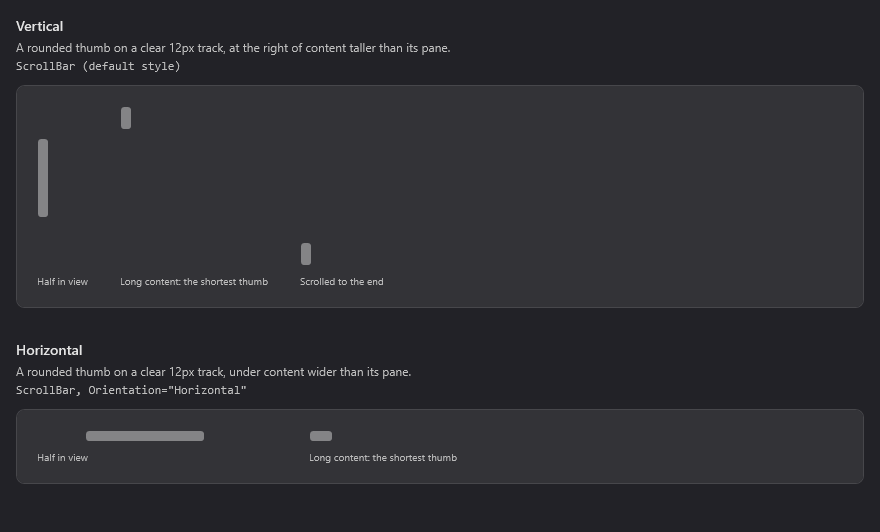 Vertical
A rounded thumb on a clear 12px track, at the right of content taller than its pane.
ScrollBar (default style)
Half in view
Long content: the shortest thumb
Scrolled to the end
Horizontal
A rounded thumb on a clear 12px track, under content wider than its pane.
ScrollBar, Orientation="Horizontal"
Half in view
Long content: the shortest thumb